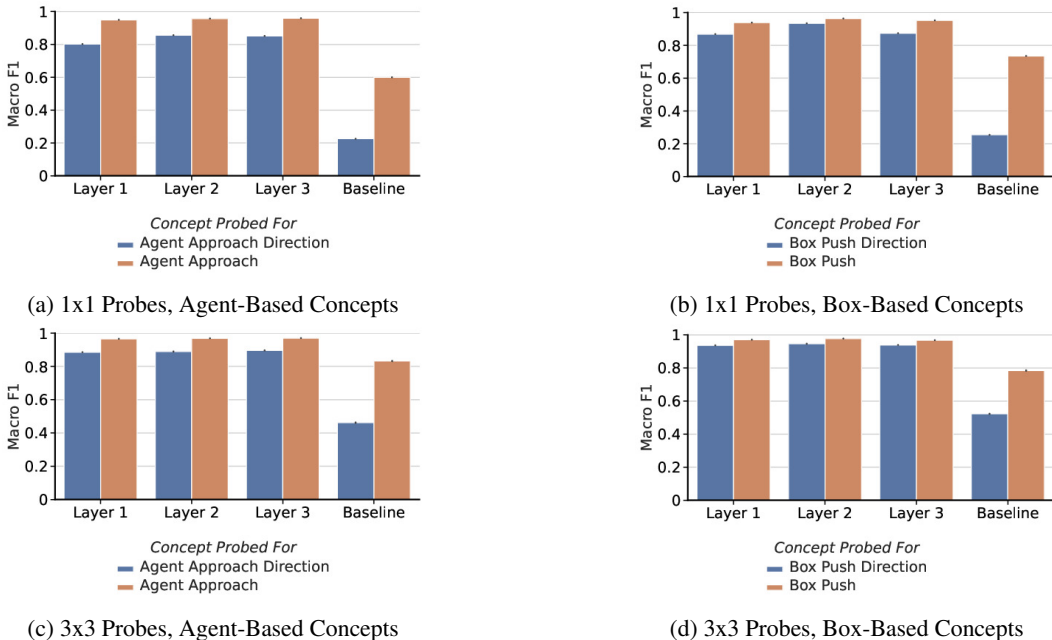 1
0.8
0.6
0.4
0.2
0
Macro F1
Layer 1 Layer 2 Layer 3 Baseline
Concept Probed For
Agent Approach Direction
Agent Approach
(a) 1x1 Probes, Agent-Based Concepts
1
0.8
0.6
0.4
0.2
0
Macro F1
Layer 1 Layer 2 Layer 3 Baseline
Concept Probed For
Box Push Direction
Box Push
(b) 1x1 Probes, Box-Based Concepts
1
0.8
0.6
0.4
0.2
0
Macro F1
Layer 1 Layer 2 Layer 3 Baseline
Concept Probed For
Agent Approach Direction
Agent Approach
(c) 3x3 Probes, Agent-Based Concepts
1
0.8
0.6
0.4
0.2
0
Macro F1
Layer 1 Layer 2 Layer 3 Baseline
Concept Probed For
Box Push Direction
Box Push
(d) 3x3 Probes, Box-Based Concepts